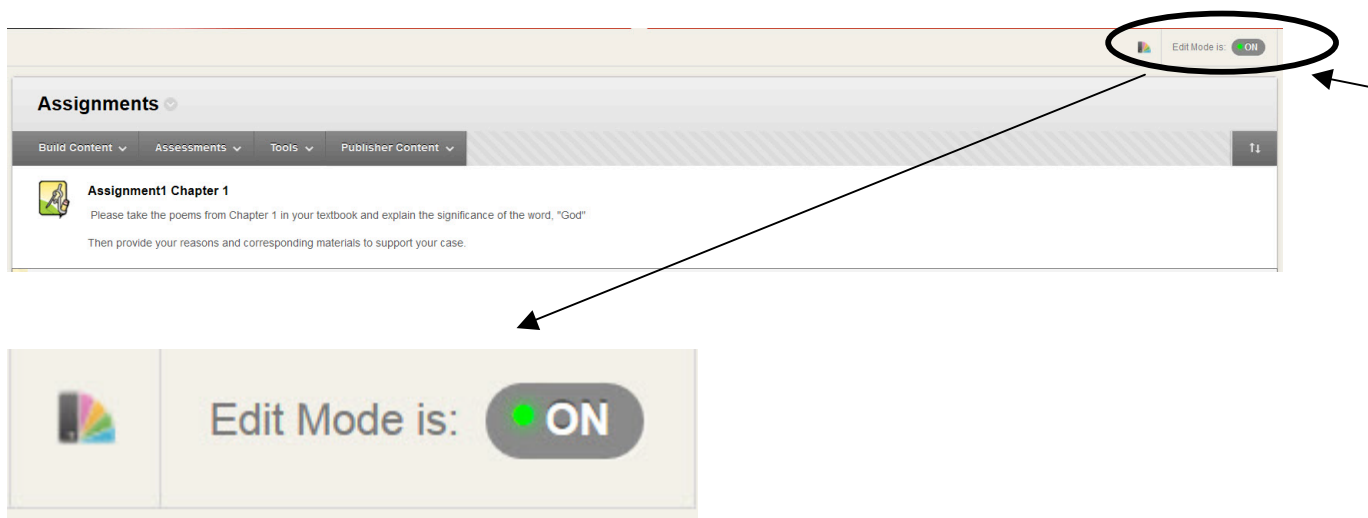 Edit Mode is: ON
Assignments
Build Content Assessments Tools Publisher Content
Assignment1 Chapter 1
Please take the poems from Chapter 1 in your textbook and explain the significance of the word, "God"
Then provide your reasons and corresponding materials to support your case.
Edit Mode is: ON